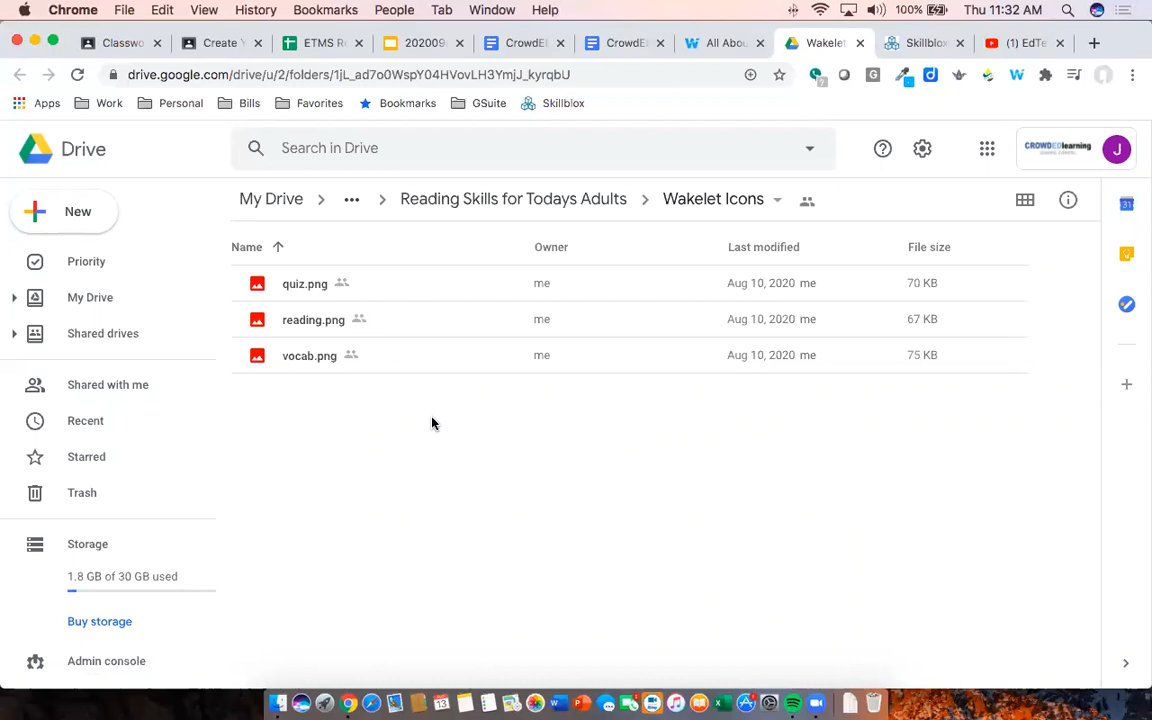 Chrome File Edit View History Bookmarks People Tab Window Help 100% Thu 11:32 AM
Classwo Create Y ETMS R 202009 CrowdE CrowdE All Abou Wakelet Skillblox (1) EdTe
drive.google.com/drive/u/2/folders/1jL_ad7o0WspY04HVovLH3YmjJ_kyrqbU
Apps Work Personal Bills Favorites Bookmarks GSuite Skillblox
Drive Search in Drive CROWDEDlearning J
New
My Drive ••• Reading Skills for Todays Adults Wakelet Icons
Name Owner Last modified File size
quiz.png me Aug 10, 2020 me 70 KB
reading.png me Aug 10, 2020 me 67 KB
vocab.png me Aug 10, 2020 me 75 KB
Priority
My Drive
Shared drives
Shared with me
Recent
Starred
Trash
Storage
1.8 GB of 30 GB used
Buy storage
Admin console